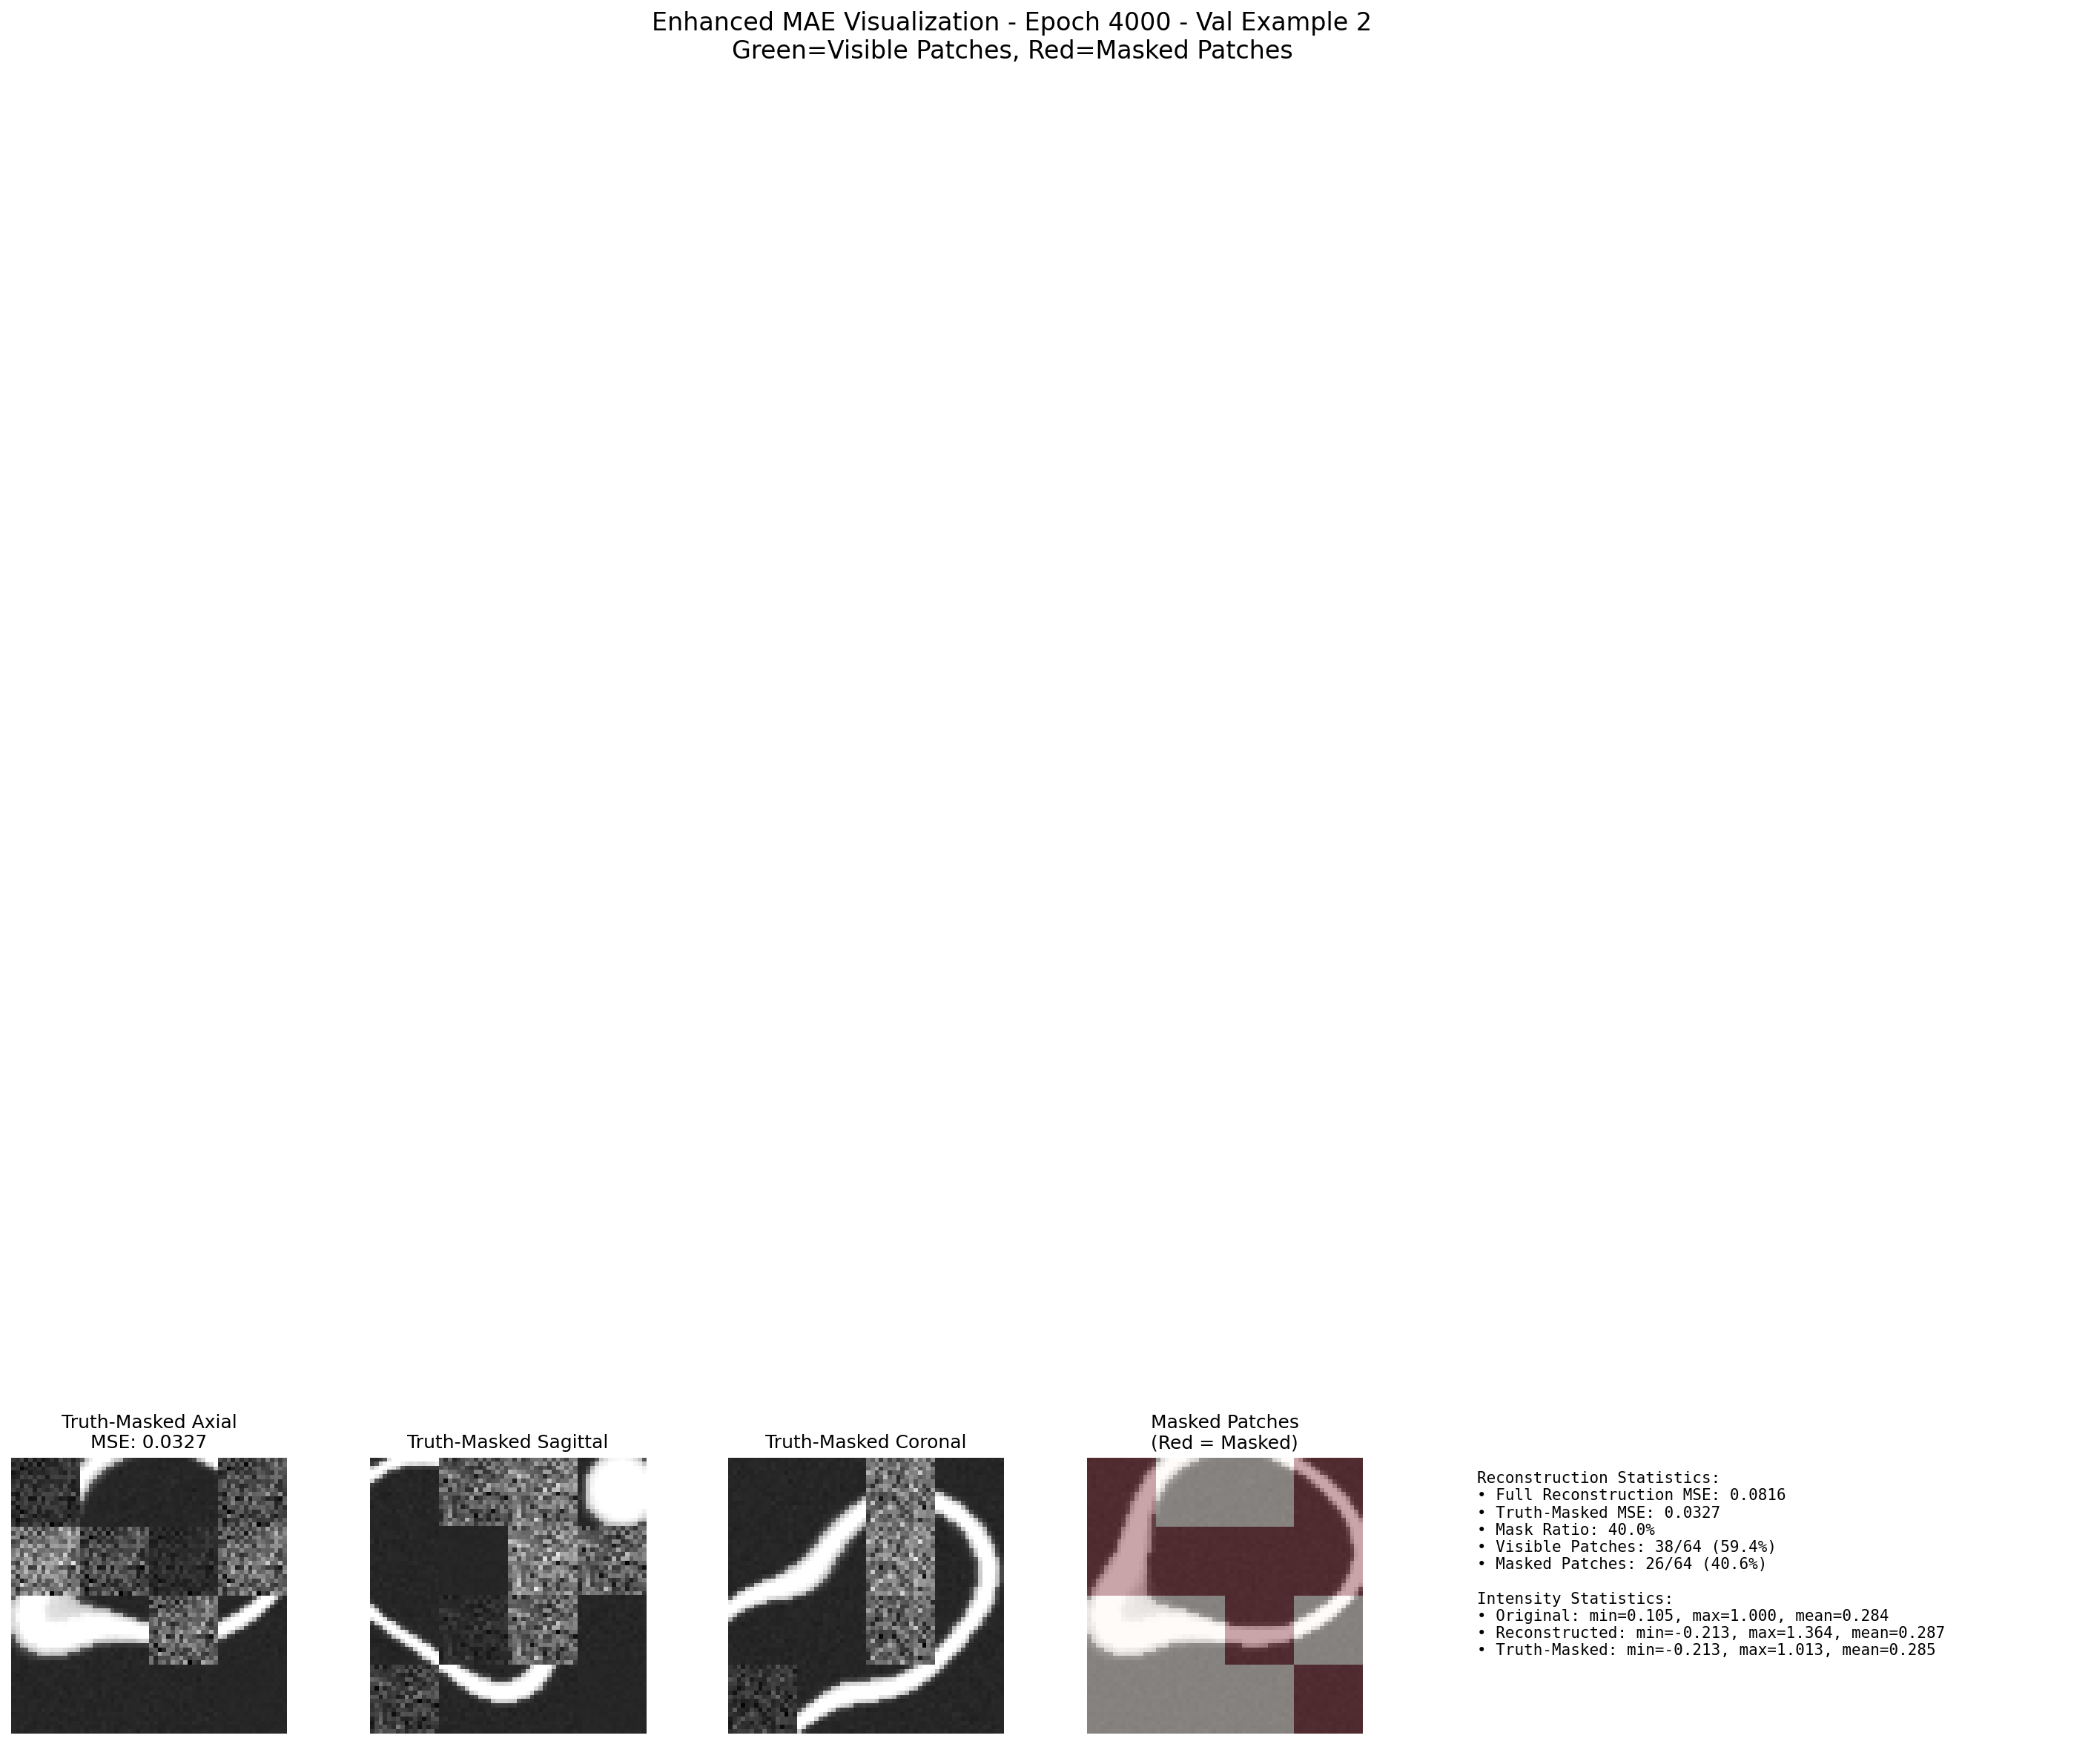 Enhanced MAE Visualization - Epoch 4000 - Val Example 2
Green=Visible Patches, Red=Masked Patches
Truth-Masked Axial
MSE: 0.0327
Truth-Masked Sagittal
Truth-Masked Coronal
Masked Patches
(Red = Masked)
Reconstruction Statistics:
• Full Reconstruction MSE: 0.0816
• Truth-Masked MSE: 0.0327
• Mask Ratio: 40.0%
• Visible Patches: 38/64 (59.4%)
• Masked Patches: 26/64 (40.6%)
Intensity Statistics:
• Original: min=0.105, max=1.000, mean=0.284
• Reconstructed: min=-0.213, max=1.364, mean=0.287
• Truth-Masked: min=-0.213, max=1.013, mean=0.285